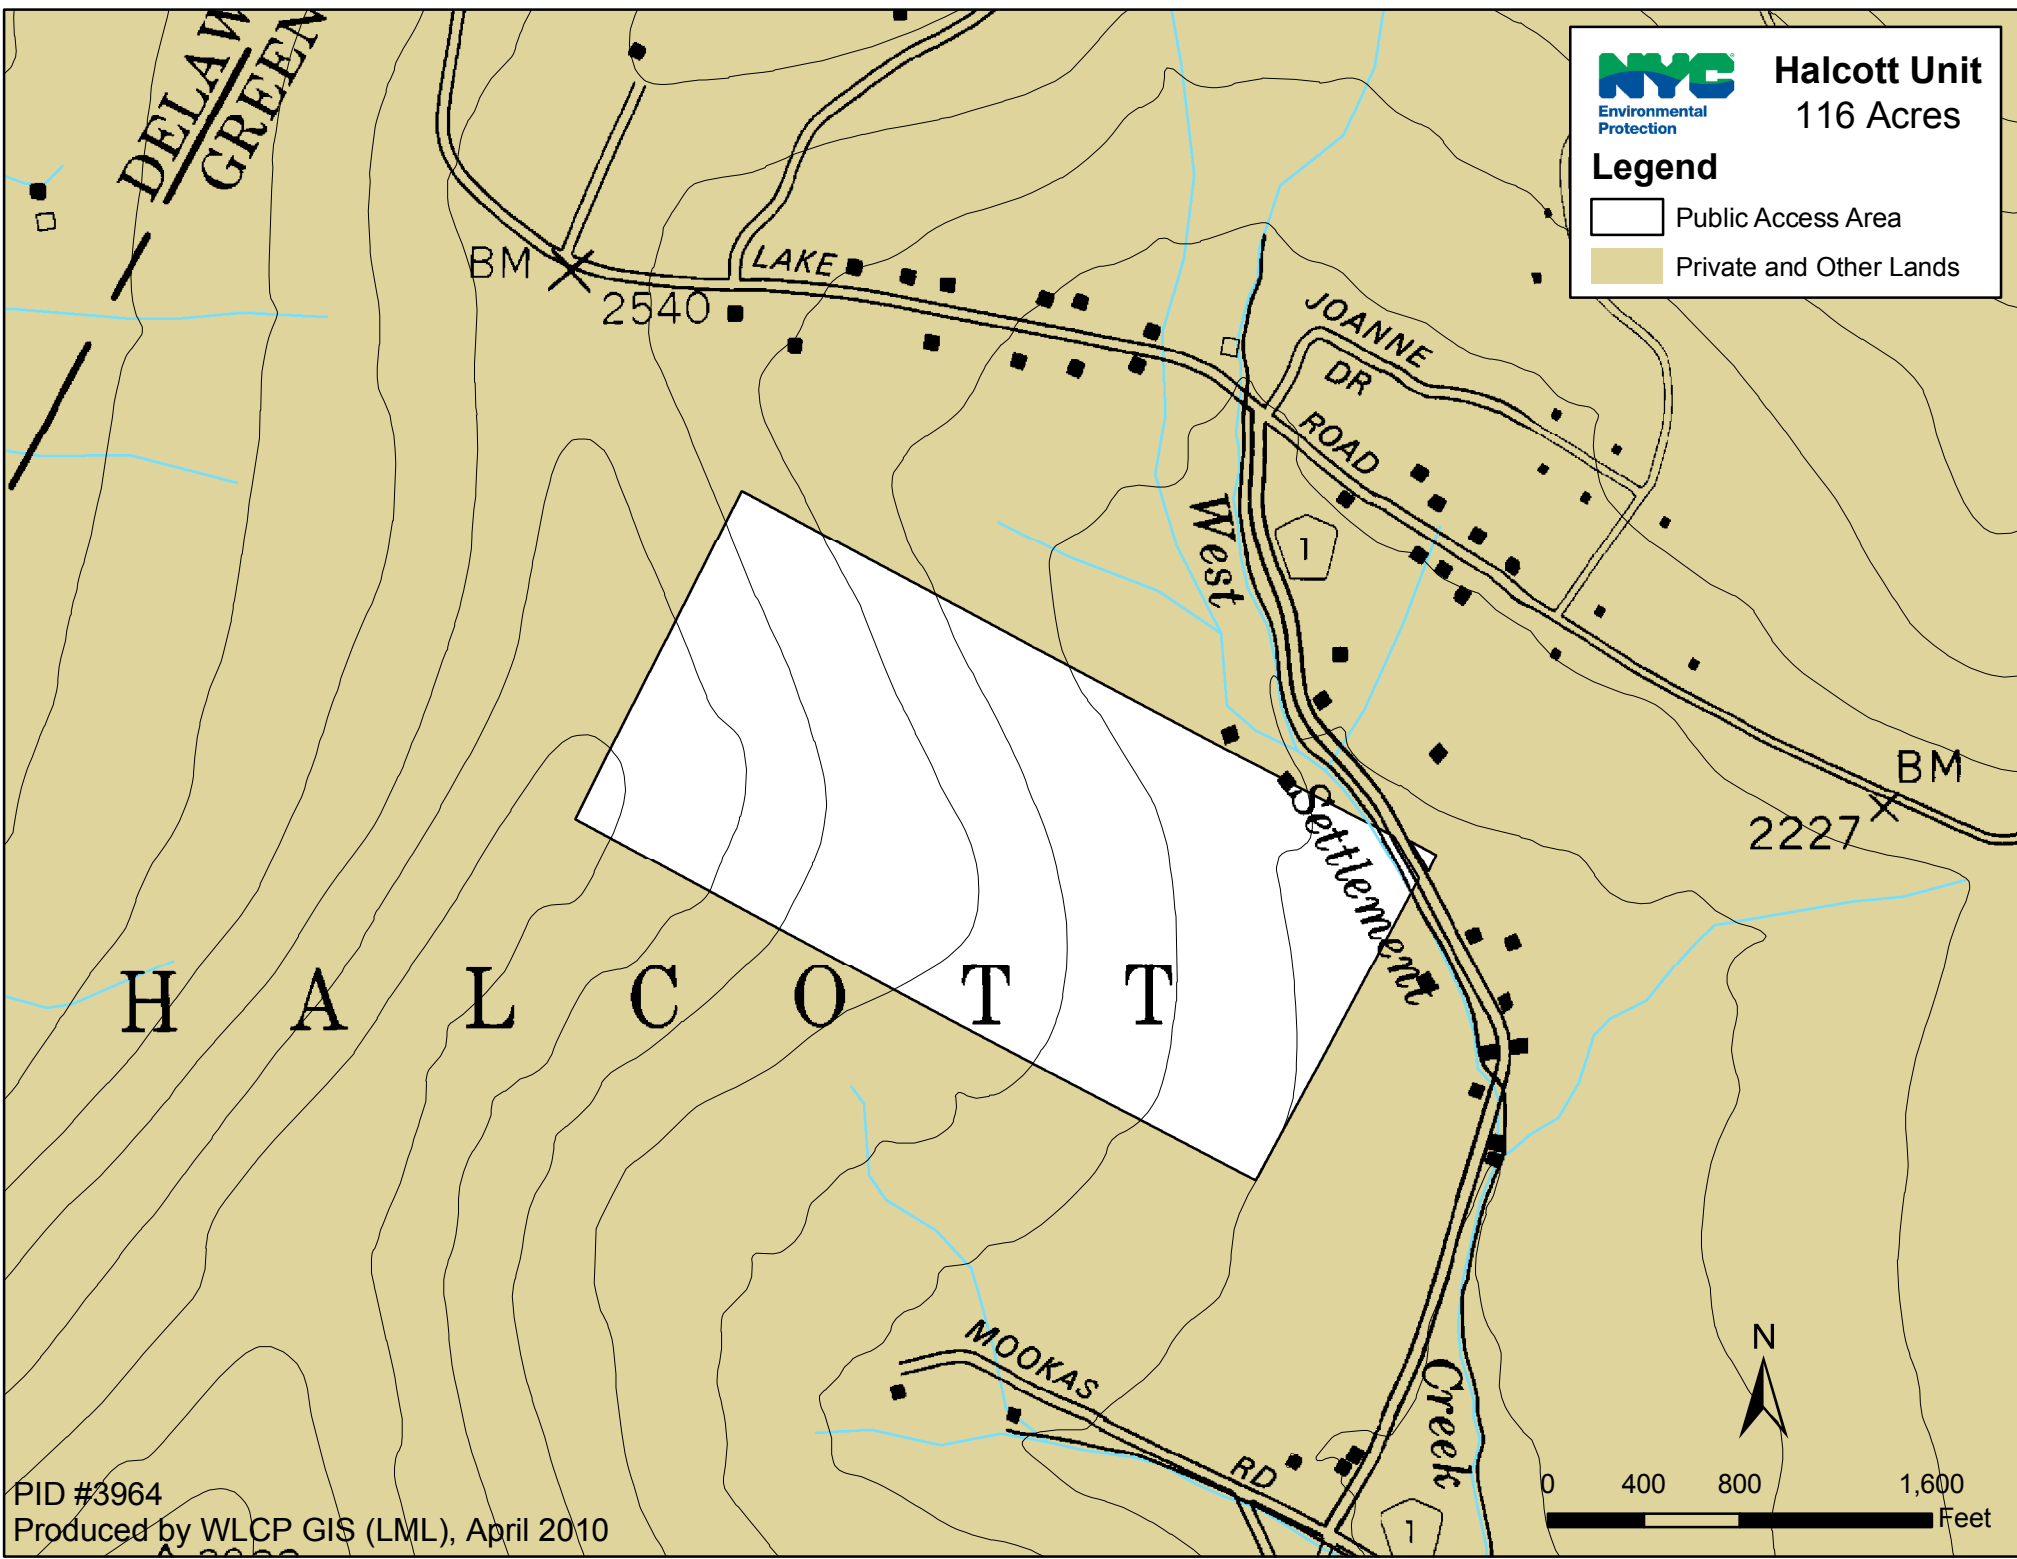 NYC
Environmental
Protection
Halcott Unit
116 Acres
Legend
Public Access Area
Private and Other Lands
BM
2540
LAKE
JOANNE
DR
ROAD
1
West
Settlement
BM
2227
H A L C O T T
MOOKAS
RD
Creek
1
N
0 400 800 1,600
Feet
PID #3964
Produced by WLCP GIS (LML), April 2010